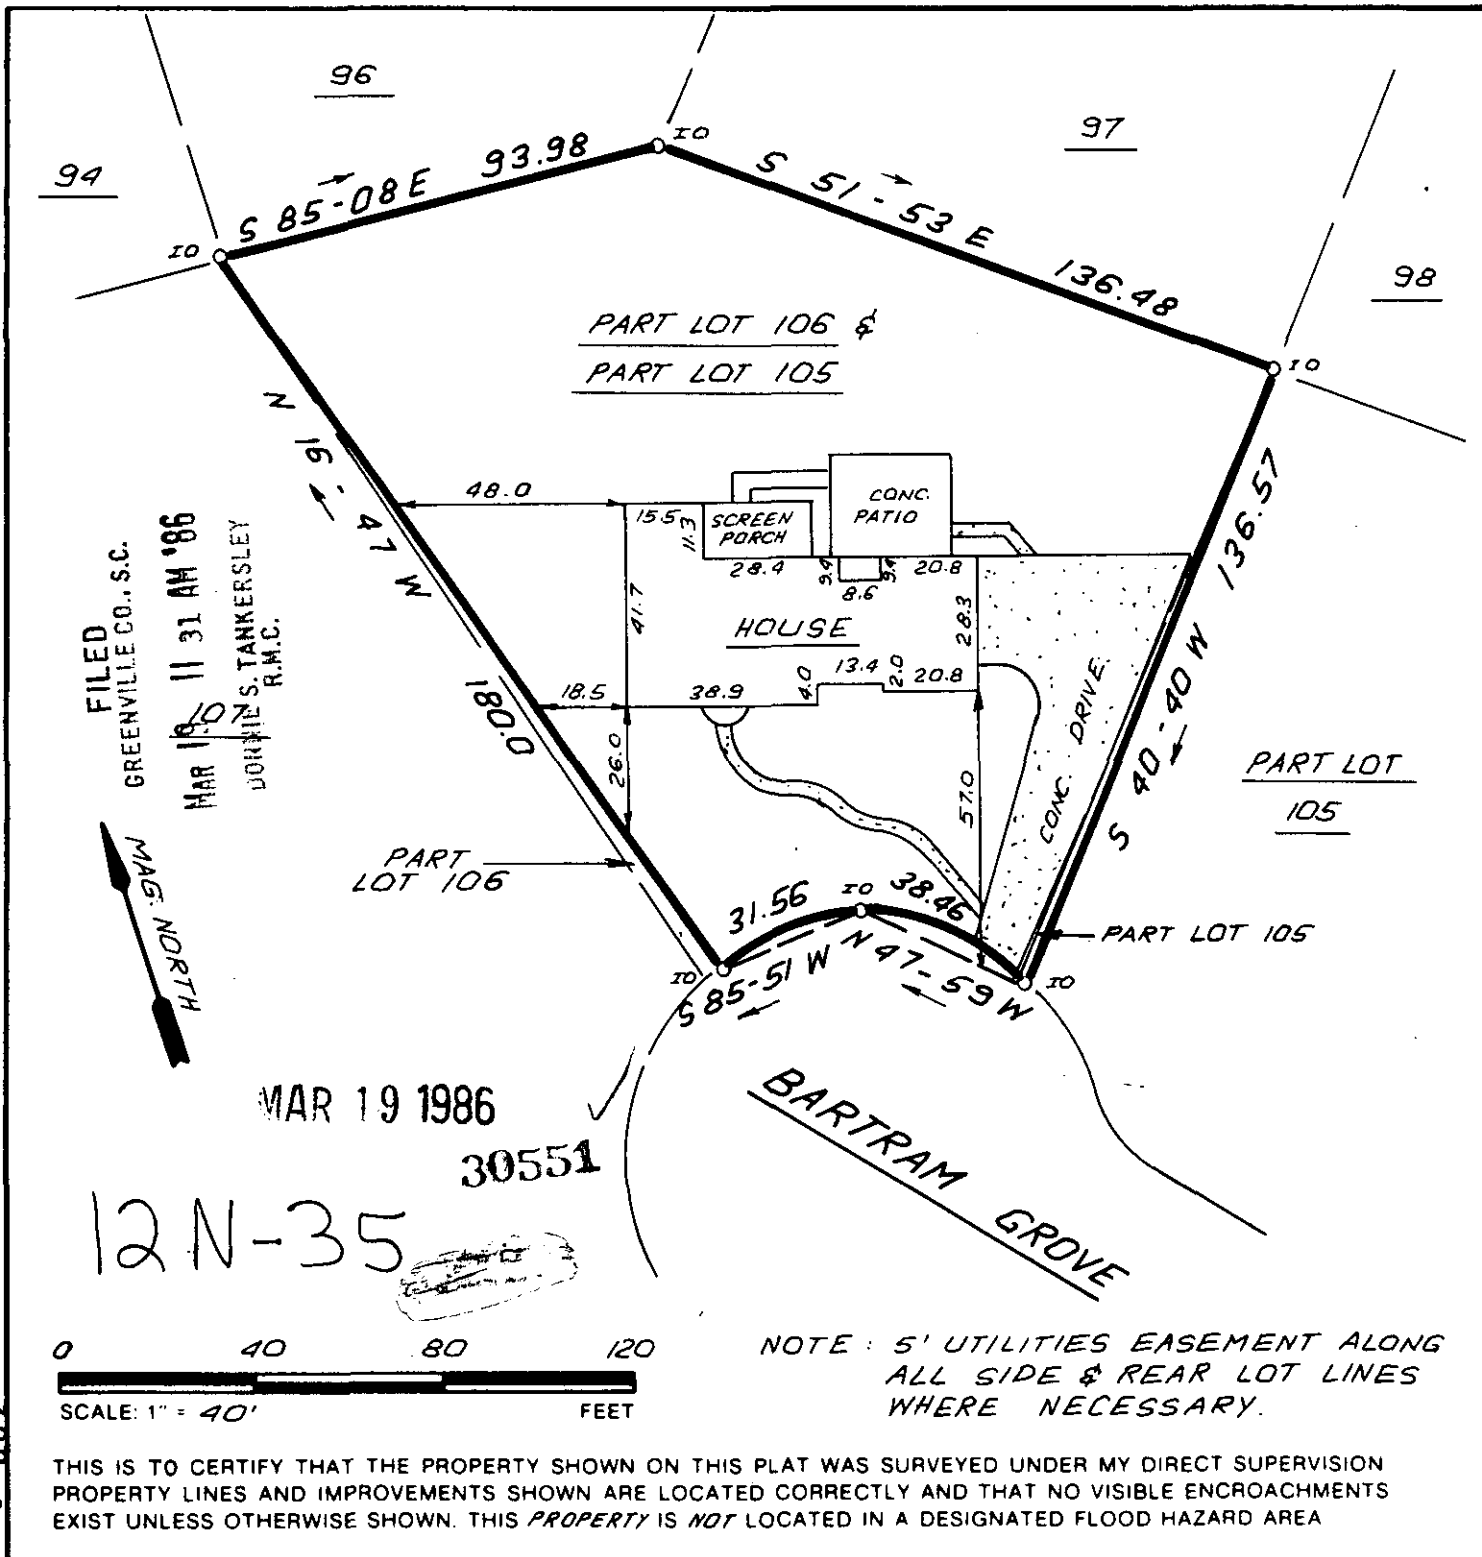 96
94
97
98
IO
S 85-08 E 93.98
IO
S 51-53 E 136.48
IO
PART LOT 106 &
PART LOT 105
N 16-47 W 180.0
136.57
S 40-40 W
48.0
15.5
11.3
SCREEN
PORCH
CONC.
PATIO
28.4
9.4
8.6
9.4
20.8
41.7
HOUSE
28.3
13.4
4.0
2.0
20.8
18.5
38.9
26.0
57.0
CONC. DRIVE
FILED
GREENVILLE CO., S.C.
MAR 19 11 31 AM '86
DONNIE S. TANKERSLEY
R.M.C.
107
PART LOT
105
PART
LOT 106
MAG. NORTH
31.56
IO
38.46
PART LOT 105
IO
S 85-51 W
N 47-59 W
IO
BARTRAM GROVE
MAR 19 1986
30551
12N-35
0 40 80 120
SCALE: 1" = 40' FEET
NOTE : 5' UTILITIES EASEMENT ALONG
ALL SIDE & REAR LOT LINES
WHERE NECESSARY.
THIS IS TO CERTIFY THAT THE PROPERTY SHOWN ON THIS PLAT WAS SURVEYED UNDER MY DIRECT SUPERVISION
PROPERTY LINES AND IMPROVEMENTS SHOWN ARE LOCATED CORRECTLY AND THAT NO VISIBLE ENCROACHMENTS
EXIST UNLESS OTHERWISE SHOWN. THIS PROPERTY IS NOT LOCATED IN A DESIGNATED FLOOD HAZARD AREA